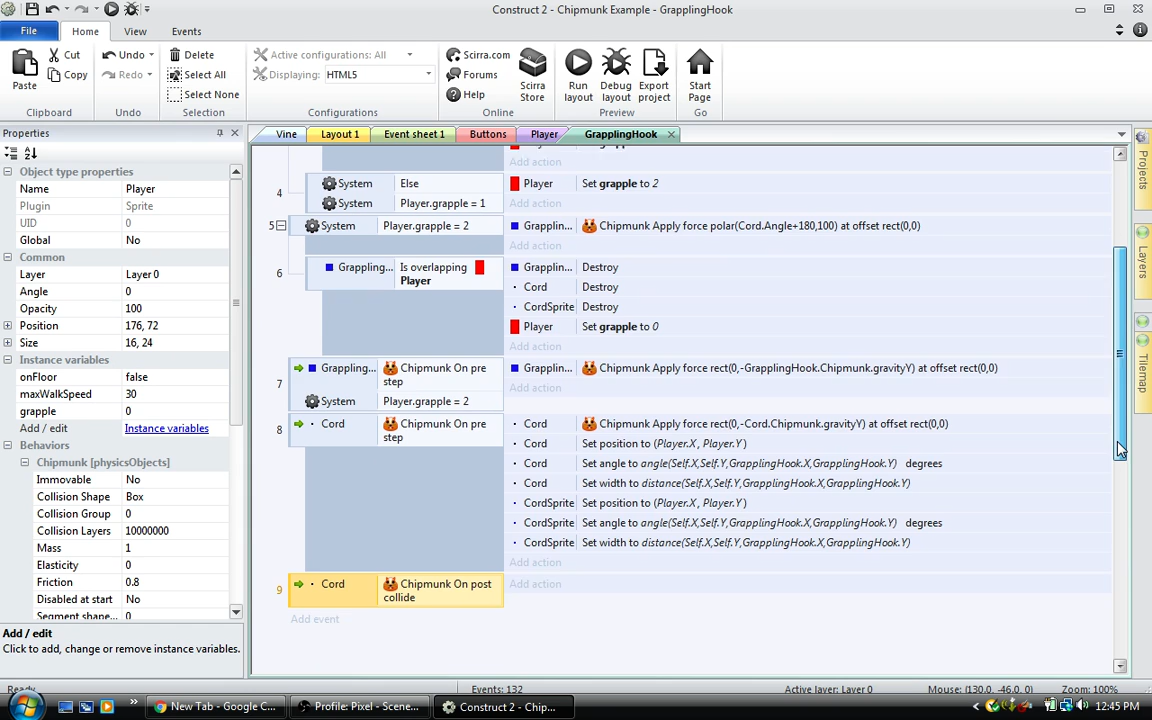 Construct 2 - Chipmunk Example - GrapplingHook
File
Home
View
Events
Paste
Cut
Copy
Clipboard
Undo
Redo
Undo
Delete
Select All
Select None
Selection
Active configurations: All
Displaying: HTML5
Configurations
Scirra.com
Forums
Help
Scirra Store
Online
Run layout
Debug layout
Export project
Preview
Start Page
Go
Properties
Object type properties
Name Player
Plugin Sprite
UID 0
Global No
Common
Layer Layer 0
Angle 0
Opacity 100
Position 176, 72
Size 16, 24
Instance variables
onFloor false
maxWalkSpeed 30
grapple 0
Add / edit Instance variables
Behaviors
Chipmunk [physicsObjects]
Immovable No
Collision Shape Box
Collision Group 0
Collision Layers 10000000
Mass 1
Elasticity 0
Friction 0.8
Disabled at start No
Segment shape... 0
Add / edit
Click to add, change or remove instance variables.
Vine
Layout 1
Event sheet 1
Buttons
Player
GrapplingHook
Add action
4 System Else Player Set grapple to 2
System Player.grapple = 1 Add action
5 System Player.grapple = 2 Grapplin... Chipmunk Apply force polar(Cord.Angle+180,100) at offset rect(0,0)
Add action
6 Grappling... Is overlapping Player Grapplin... Destroy
Cord Destroy
CordSprite Destroy
Player Set grapple to 0
Add action
7 Grappling... Chipmunk On pre step Grapplin... Chipmunk Apply force rect(0,-GrapplingHook.Chipmunk.gravityY) at offset rect(0,0)
System Player.grapple = 2 Add action
8 Cord Chipmunk On pre step Cord Chipmunk Apply force rect(0,-Cord.Chipmunk.gravityY) at offset rect(0,0)
Cord Set position to (Player.X, Player.Y)
Cord Set angle to angle(Self.X,Self.Y,GrapplingHook.X,GrapplingHook.Y) degrees
Cord Set width to distance(Self.X,Self.Y,GrapplingHook.X,GrapplingHook.Y)
CordSprite Set position to (Player.X, Player.Y)
CordSprite Set angle to angle(Self.X,Self.Y,GrapplingHook.X,GrapplingHook.Y) degrees
CordSprite Set width to distance(Self.X,Self.Y,GrapplingHook.X,GrapplingHook.Y)
Add action
9 Cord Chipmunk On post collide Add action
Add event
Projects
Layers
Tilemap
Ready
Events: 132
Active layer: Layer 0
Mouse: (130.0, -46.0, 0)
Zoom: 100%
New Tab - Google C...
Profile: Pixel - Scene...
Construct 2 - Chip...
12:45 PM